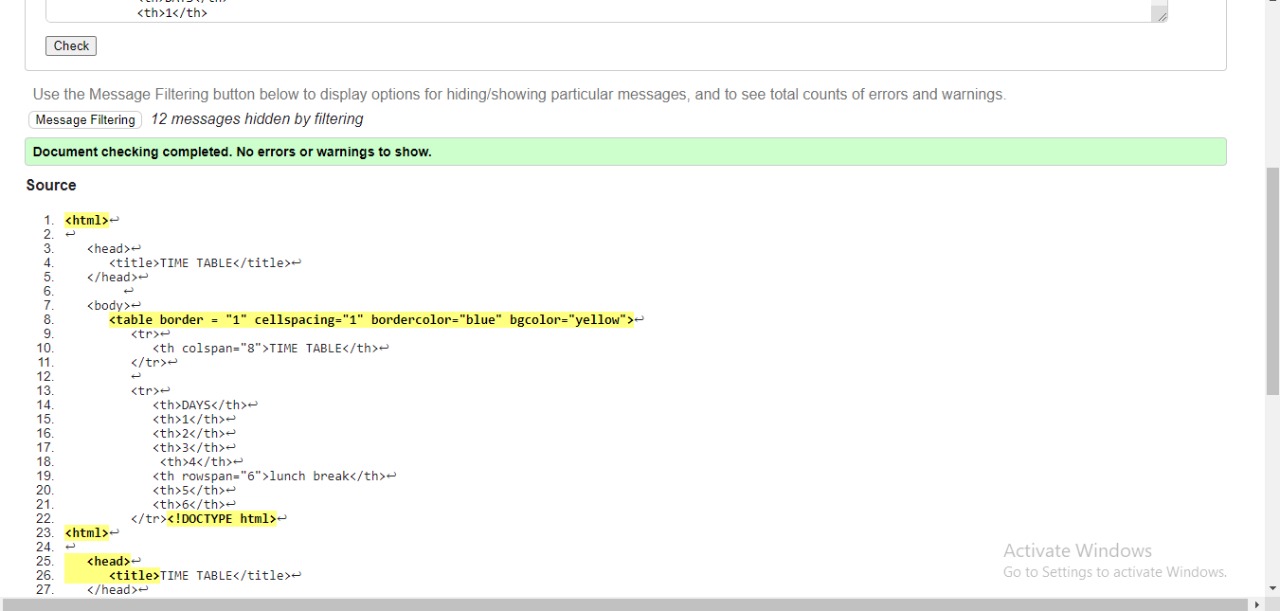 <th>1</th>
Check
Use the Message Filtering button below to display options for hiding/showing particular messages, and to see total counts of errors and warnings.
Message Filtering 12 messages hidden by filtering
Document checking completed. No errors or warnings to show.
Source
1. <html>↩
2. ↩
3. <head>↩
4. <title>TIME TABLE</title>↩
5. </head>↩
6. ↩
7. <body>↩
8. <table border = "1" cellspacing="1" bordercolor="blue" bgcolor="yellow">↩
9. <tr>↩
10. <th colspan="8">TIME TABLE</th>↩
11. </tr>↩
12. ↩
13. <tr>↩
14. <th>DAYS</th>↩
15. <th>1</th>↩
16. <th>2</th>↩
17. <th>3</th>↩
18. <th>4</th>↩
19. <th rowspan="6">lunch break</th>↩
20. <th>5</th>↩
21. <th>6</th>↩
22. </tr><!DOCTYPE html>↩
23. <html>↩
24. ↩
25. <head>↩
26. <title>TIME TABLE</title>↩
27. </head>↩
Activate Windows
Go to Settings to activate Windows.